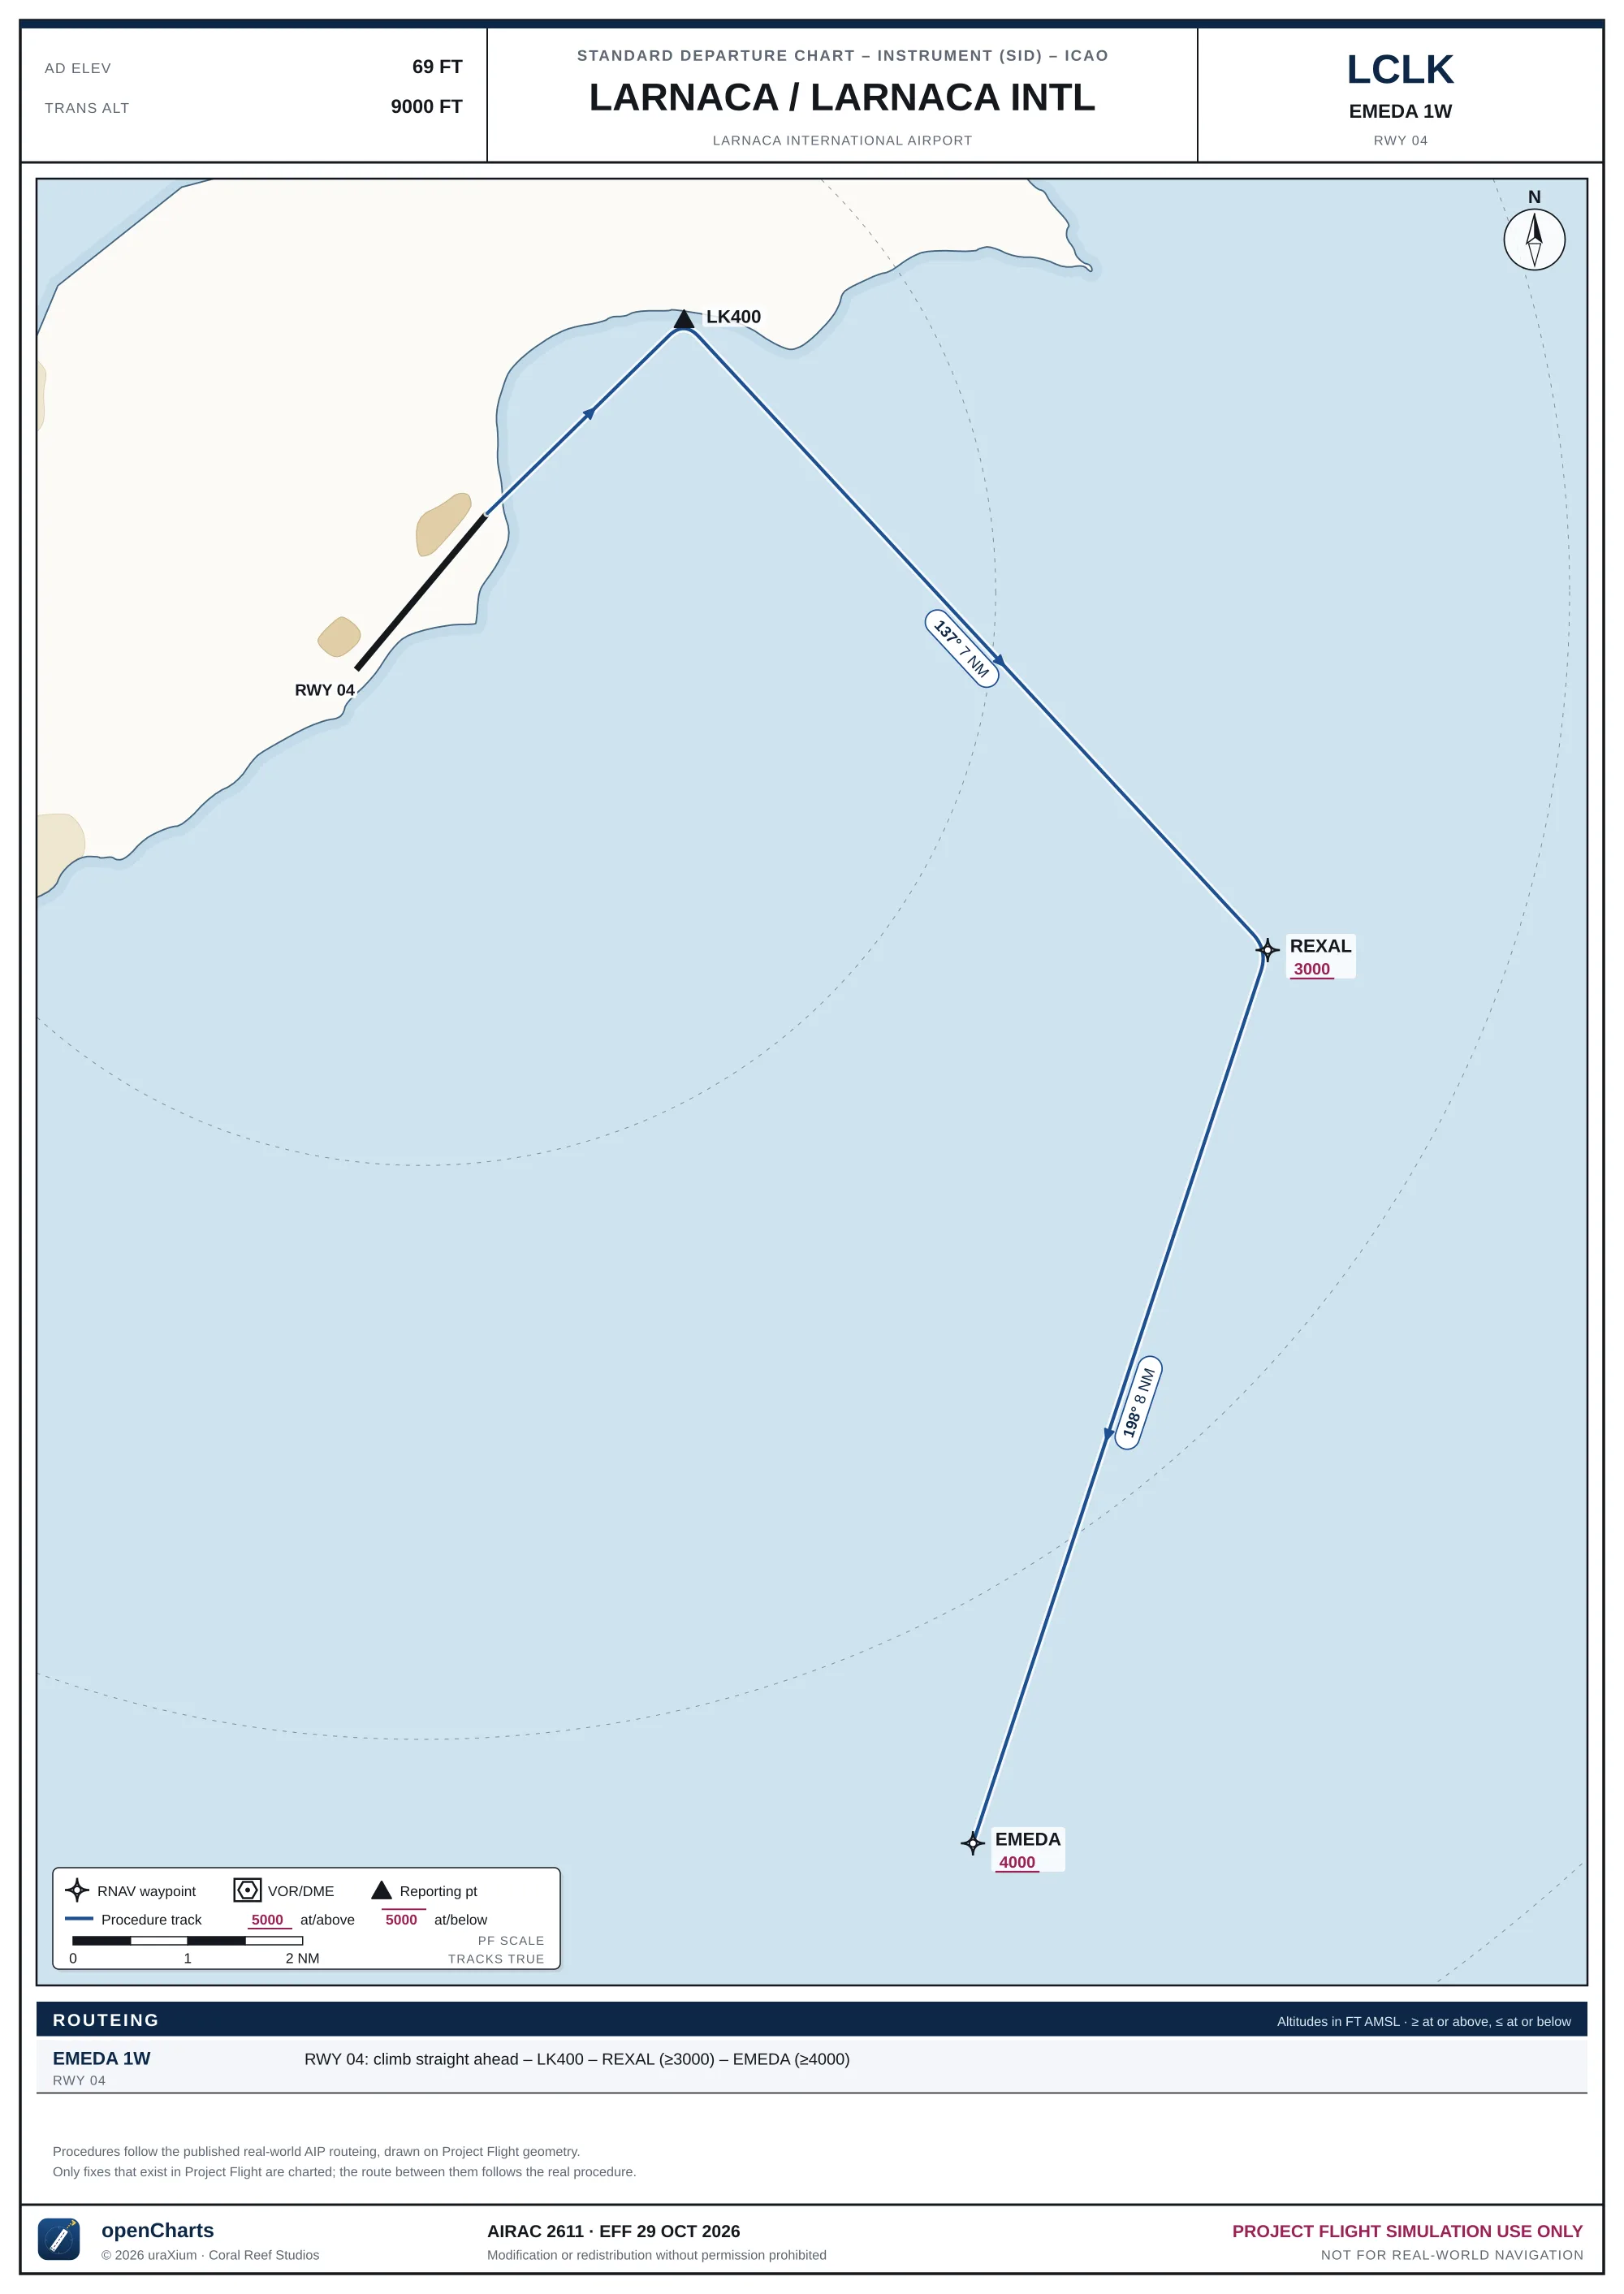 AD ELEV 69 FT
TRANS ALT 9000 FT
STANDARD DEPARTURE CHART – INSTRUMENT (SID) – ICAO
LARNACA / LARNACA INTL
LARNACA INTERNATIONAL AIRPORT
LCLK
EMEDA 1W
RWY 04
N
LK400
RWY 04
137° 7 NM
REXAL
3000
198° 8 NM
EMEDA
4000
RNAV waypoint VOR/DME Reporting pt
Procedure track 5000 at/above 5000 at/below
PF SCALE
0 1 2 NM TRACKS TRUE
ROUTEING Altitudes in FT AMSL · ≥ at or above, ≤ at or below
EMEDA 1W RWY 04: climb straight ahead – LK400 – REXAL (≥3000) – EMEDA (≥4000)
RWY 04
Procedures follow the published real-world AIP routeing, drawn on Project Flight geometry.
Only fixes that exist in Project Flight are charted; the route between them follows the real procedure.
openCharts
© 2026 uraXium · Coral Reef Studios
AIRAC 2611 · EFF 29 OCT 2026
Modification or redistribution without permission prohibited
PROJECT FLIGHT SIMULATION USE ONLY
NOT FOR REAL-WORLD NAVIGATION